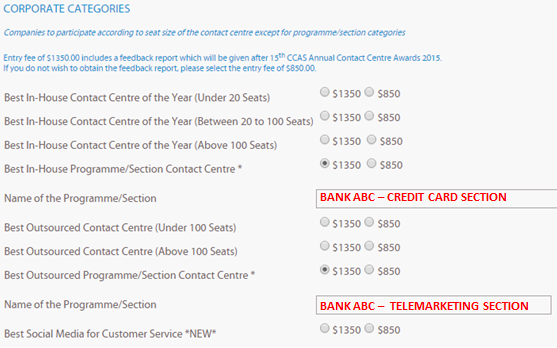 CORPORATE CATEGORIES
Companies to participate according to seat size of the contact centre except for programme/section categories
Entry fee of $1350.00 includes a feedback report which will be given after 15th CCAS Annual Contact Centre Awards 2015.
If you do not wish to obtain the feedback report, please select the entry fee of $850.00.
Best In-House Contact Centre of the Year (Under 20 Seats) $1350 $850
Best In-House Contact Centre of the Year (Between 20 to 100 Seats) $1350 $850
Best In-House Contact Centre of the Year (Above 100 Seats) $1350 $850
Best In-House Programme/Section Contact Centre * $1350 $850
Name of the Programme/Section BANK ABC – CREDIT CARD SECTION
Best Outsourced Contact Centre (Under 100 Seats) $1350 $850
Best Outsourced Contact Centre (Above 100 Seats) $1350 $850
Best Outsourced Programme/Section Contact Centre * $1350 $850
Name of the Programme/Section BANK ABC – TELEMARKETING SECTION
Best Social Media for Customer Service *NEW* $1350 $850